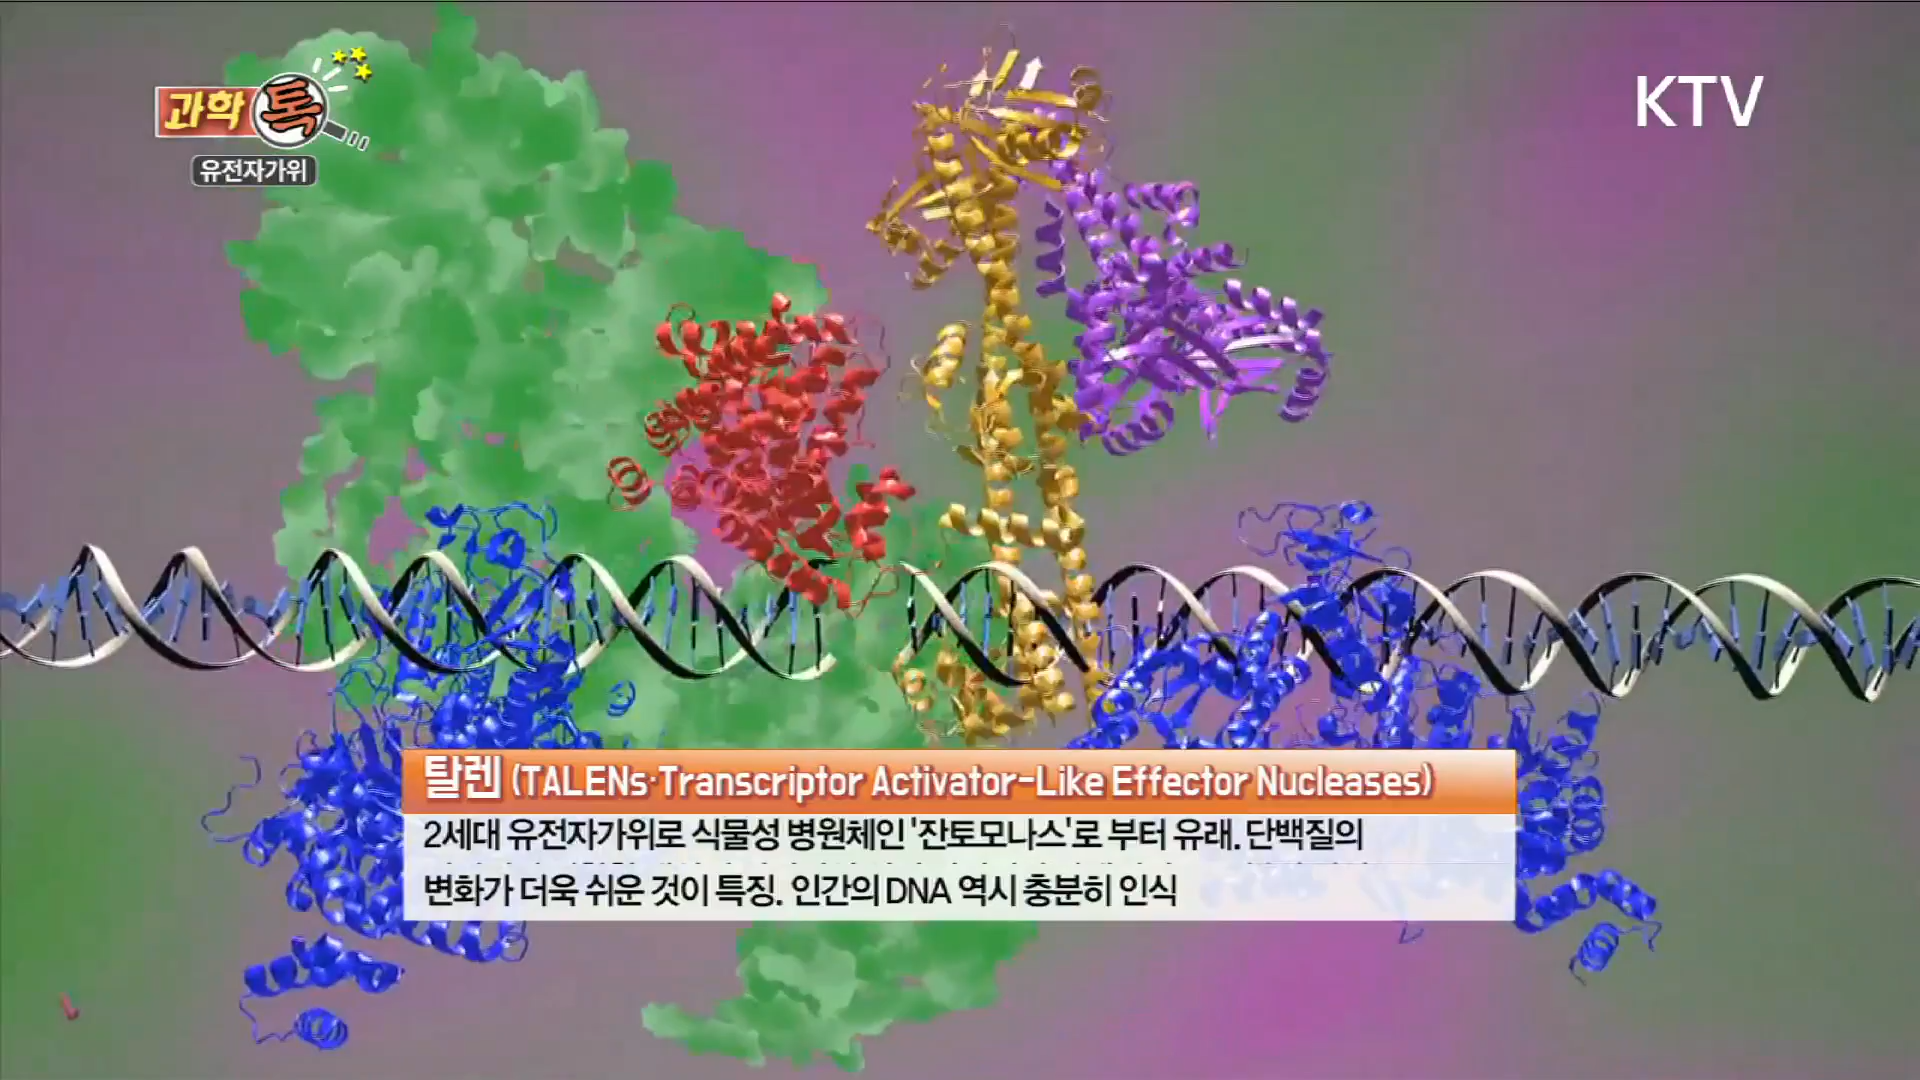 과학톡
유전자가위
KTV
탈렌 (TALENs·Transcriptor Activator-Like Effector Nucleases)
2세대 유전자가위로 식물성 병원체인 '잔토모나스'로 부터 유래. 단백질의
변화가 더욱 쉬운 것이 특징. 인간의 DNA 역시 충분히 인식